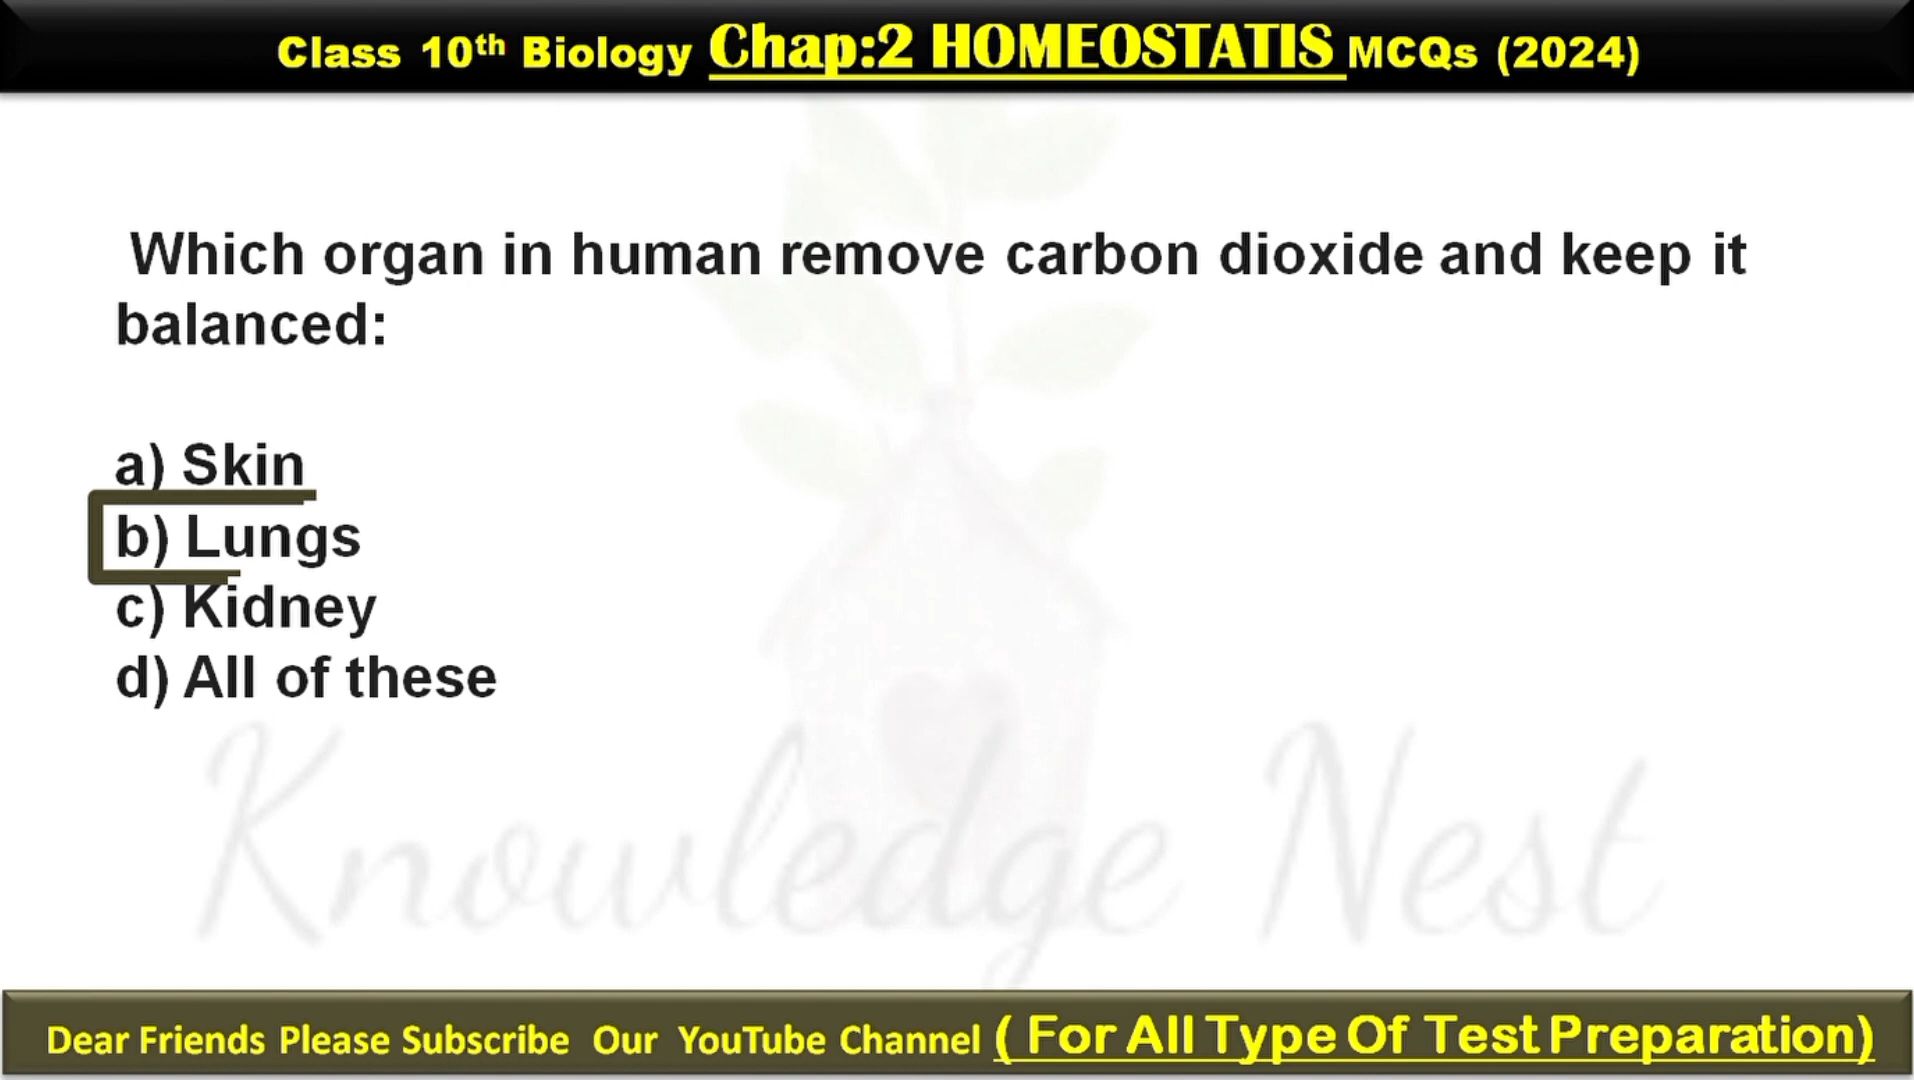 Class 10th Biology Chap:2 HOMEOSTATIS MCQs (2024)
Which organ in human remove carbon dioxide and keep it
balanced:
a) Skin
b) Lungs
c) Kidney
d) All of these
Knowledge Nest
Dear Friends Please Subscribe Our YouTube Channel ( For All Type Of Test Preparation)